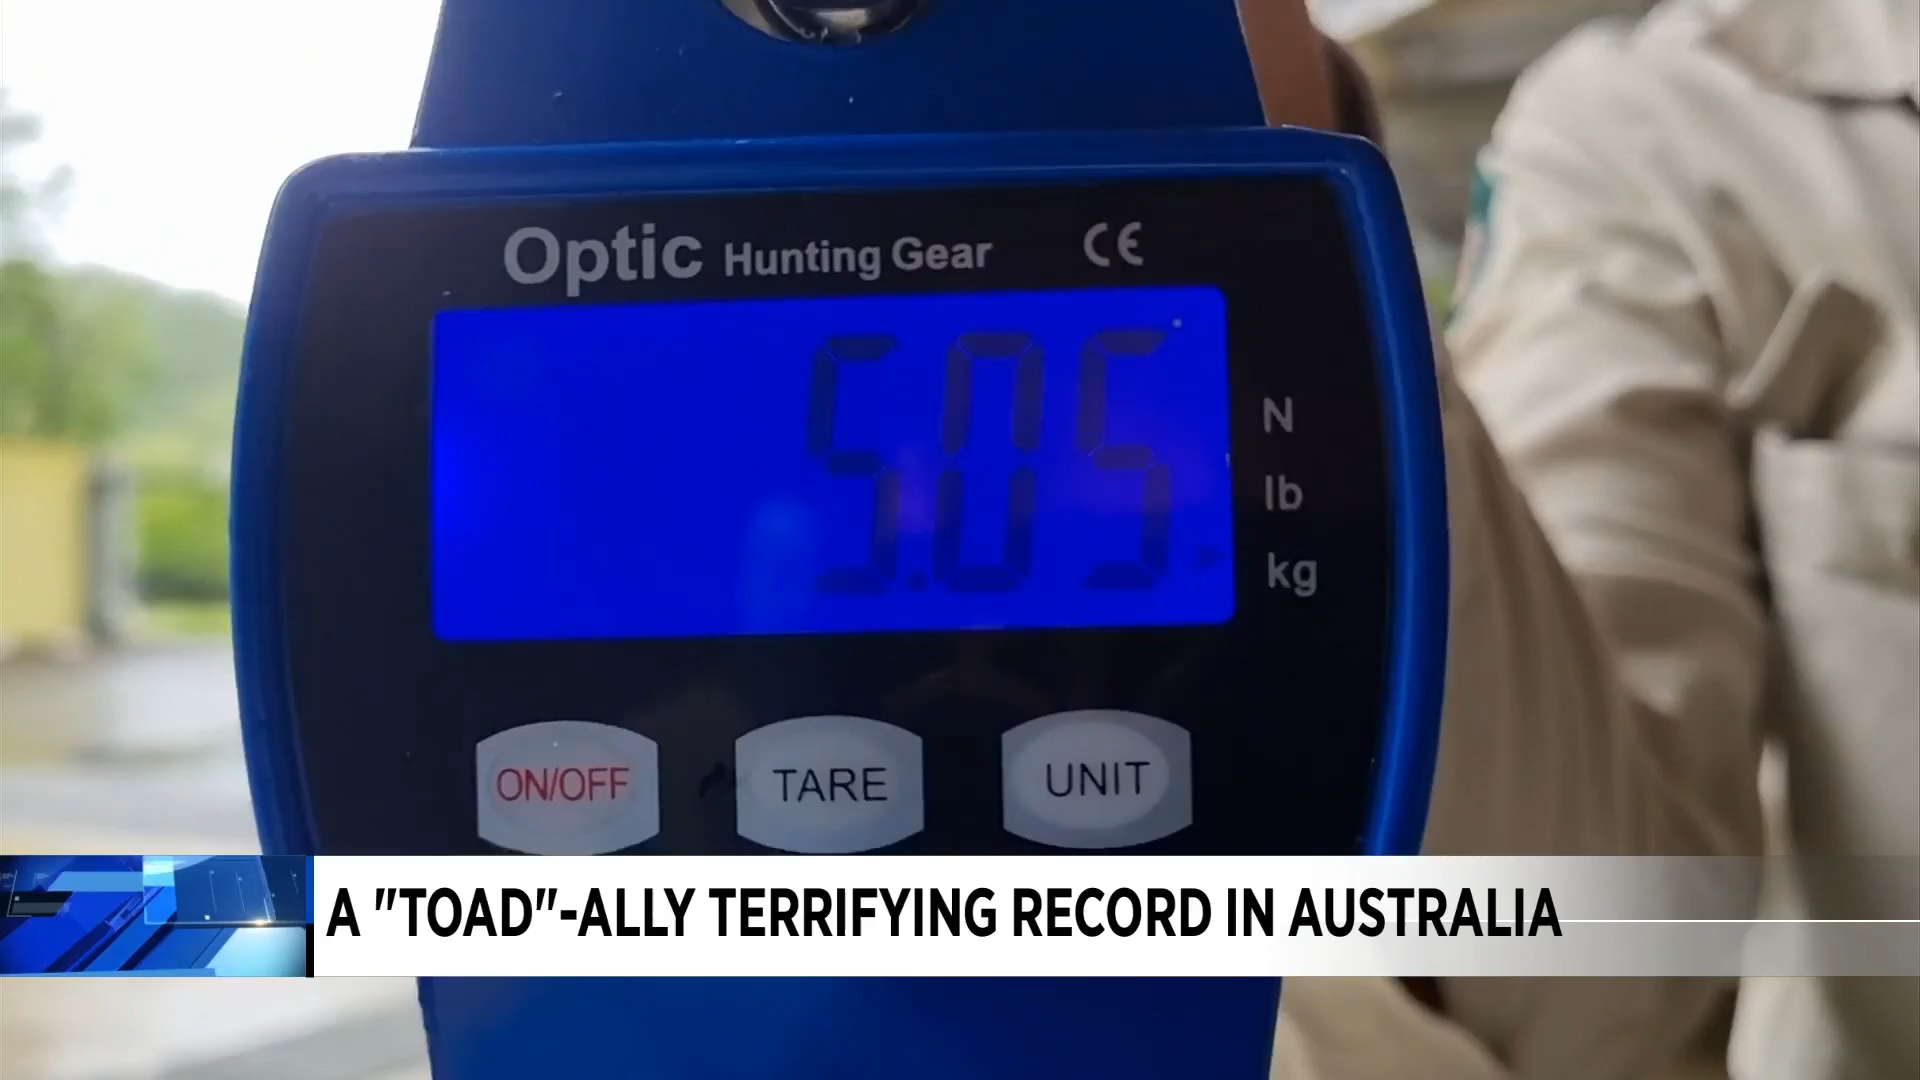 Optic Hunting Gear CE
5.05
N
lb
kg
ON/OFF TARE UNIT
A "TOAD"-ALLY TERRIFYING RECORD IN AUSTRALIA